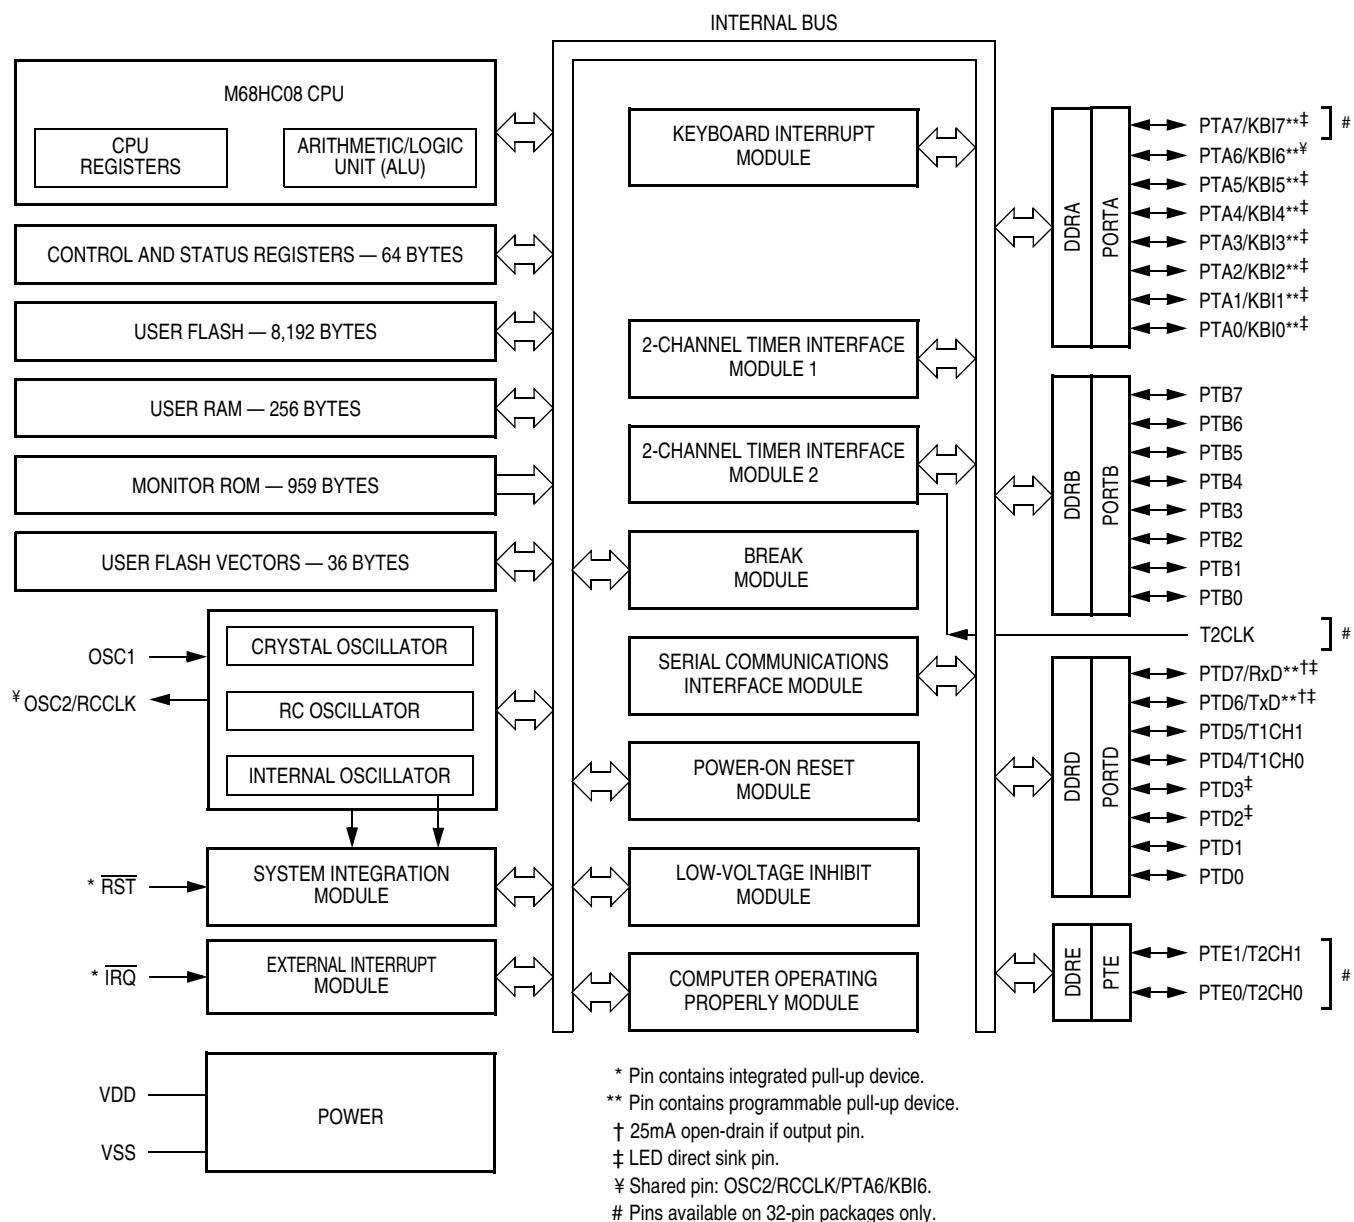 INTERNAL BUS
M68HC08 CPU
CPU
REGISTERS
ARITHMETIC/LOGIC
UNIT (ALU)
CONTROL AND STATUS REGISTERS — 64 BYTES
USER FLASH — 8,192 BYTES
USER RAM — 256 BYTES
MONITOR ROM — 959 BYTES
USER FLASH VECTORS — 36 BYTES
OSC1
¥ OSC2/RCCLK
CRYSTAL OSCILLATOR
RC OSCILLATOR
INTERNAL OSCILLATOR
* RST
SYSTEM INTEGRATION
MODULE
* IRQ
EXTERNAL INTERRUPT
MODULE
VDD
VSS
POWER
KEYBOARD INTERRUPT
MODULE
2-CHANNEL TIMER INTERFACE
MODULE 1
2-CHANNEL TIMER INTERFACE
MODULE 2
BREAK
MODULE
SERIAL COMMUNICATIONS
INTERFACE MODULE
POWER-ON RESET
MODULE
LOW-VOLTAGE INHIBIT
MODULE
COMPUTER OPERATING
PROPERLY MODULE
DDRA
PORTA
PTA7/KBI7**‡
#
PTA6/KBI6**¥
PTA5/KBI5**‡
PTA4/KBI4**‡
PTA3/KBI3**‡
PTA2/KBI2**‡
PTA1/KBI1**‡
PTA0/KBI0**‡
DDRB
PORTB
PTB7
PTB6
PTB5
PTB4
PTB3
PTB2
PTB1
PTB0
T2CLK
#
DDRD
PORTD
PTD7/RxD**†‡
PTD6/TxD**†‡
PTD5/T1CH1
PTD4/T1CH0
PTD3‡
PTD2‡
PTD1
PTD0
DDRE
PTE
PTE1/T2CH1
PTE0/T2CH0
#
* Pin contains integrated pull-up device.
** Pin contains programmable pull-up device.
† 25mA open-drain if output pin.
‡ LED direct sink pin.
¥ Shared pin: OSC2/RCCLK/PTA6/KBI6.
# Pins available on 32-pin packages only.